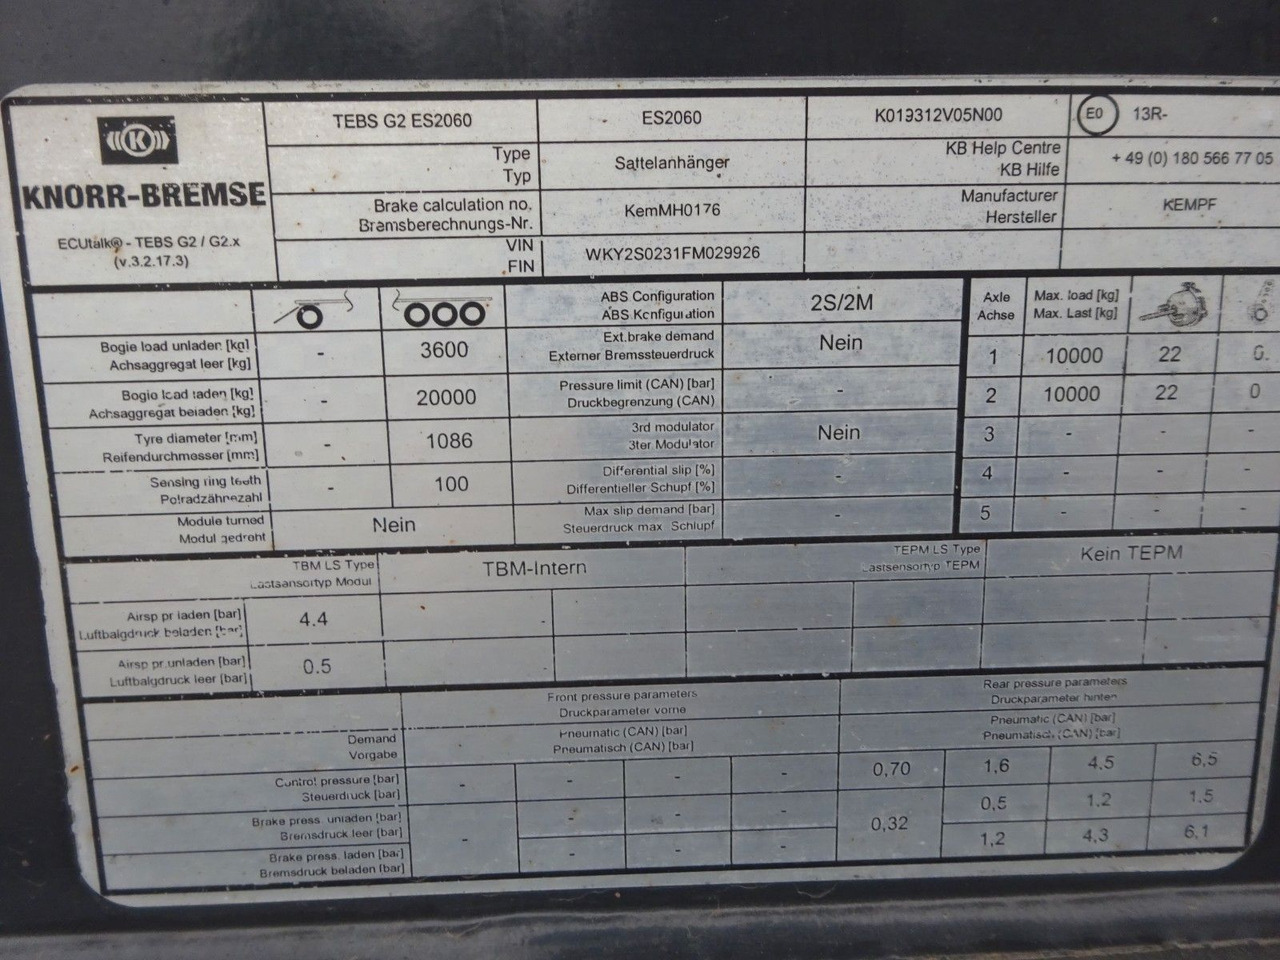 K
KNORR-BREMSE
ECUtalk® - TEBS G2 / G2.x
(v.3.2.17.3)
TEBS G2 ES2060
ES2060
K019312V05N00
E0
13R-
Type
Typ
Sattelanhänger
KB Help Centre
KB Hilfe
+ 49 (0) 180 566 77 05
Brake calculation no.
Bramsberechnungs-Nr.
KemMH0176
Manufacturer
Hersteller
KEMPF
VIN
FIN
WKY2S0231FM029926
ABS Configuration
ABS Konfiguration
2S/2M
Axle
Achse
Max. load [kg]
Max. Last [kg]
Bogie load unladen [kg]
Achsaggregat leer [kg]
-
3600
Ext.brake demand
Externer Bremssteuerdruck
Nein
1
10000
22
0.
Bogie load laden [kg]
Achsaggregat beladen [kg]
-
20000
Pressure limit (CAN) [bar]
Druckbegrenzung (CAN)
-
2
10000
22
0
Tyre diameter [mm]
Reifendurchmesser [mm]
-
1086
3rd modulator
3ter Modulator
Nein
3
-
-
-
Sensing ring teeth
Polradzähnezahl
-
100
Differential slip [%]
Differentieller Schupf [%]
-
4
-
-
-
Module turned
Modul gedreht
Nein
Max slip demand [bar]
Steuerdruck max. Schlupf
-
5
-
-
-
TBM LS Type
Lastsensortyp Modul
TBM-Intern
TEPM LS Type
Lastsensortyp TEPM
Kein TEPM
Airsp pr laden [bar]
Luftbalgdruck beladen [bar]
4.4
Airsp pr.unladen [bar]
Luftbalgdruck leer [bar]
0.5
Front pressure parameters
Druckparameter vorne
Rear pressure parameters
Druckparameter hinten
Demand
Vorgabe
Pneumatic (CAN) [bar]
Pneumatisch (CAN) [bar]
Pneumatic (CAN) [bar]
Pneumatisch (CAN) [bar]
Control pressure [bar]
Steuerdruck [bar]
-
-
-
-
0,70
1,6
4,5
6,5
Brake press. unladen [bar]
Bremsdruck leer [bar]
-
-
-
-
0,32
0,5
1,2
1,5
Brake press. laden [bar]
Bremsdruck beladen [bar]
-
-
-
1,2
4,3
6,1